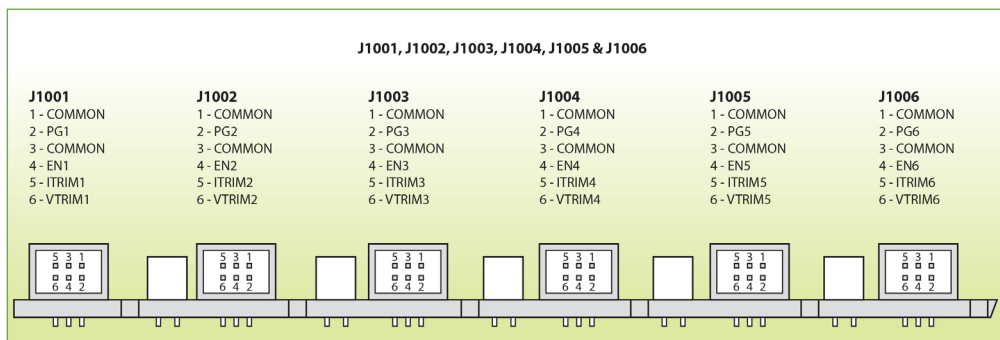 J1001, J1002, J1003, J1004, J1005 & J1006
J1001
1 - COMMON
2 - PG1
3 - COMMON
4 - EN1
5 - ITRIM1
6 - VTRIM1
J1002
1 - COMMON
2 - PG2
3 - COMMON
4 - EN2
5 - ITRIM2
6 - VTRIM2
J1003
1 - COMMON
2 - PG3
3 - COMMON
4 - EN3
5 - ITRIM3
6 - VTRIM3
J1004
1 - COMMON
2 - PG4
3 - COMMON
4 - EN4
5 - ITRIM4
6 - VTRIM4
J1005
1 - COMMON
2 - PG5
3 - COMMON
4 - EN5
5 - ITRIM5
6 - VTRIM5
J1006
1 - COMMON
2 - PG6
3 - COMMON
4 - EN6
5 - ITRIM6
6 - VTRIM6
5 3 1
6 4 2
5 3 1
6 4 2
5 3 1
6 4 2
5 3 1
6 4 2
5 3 1
6 4 2
5 3 1
6 4 2